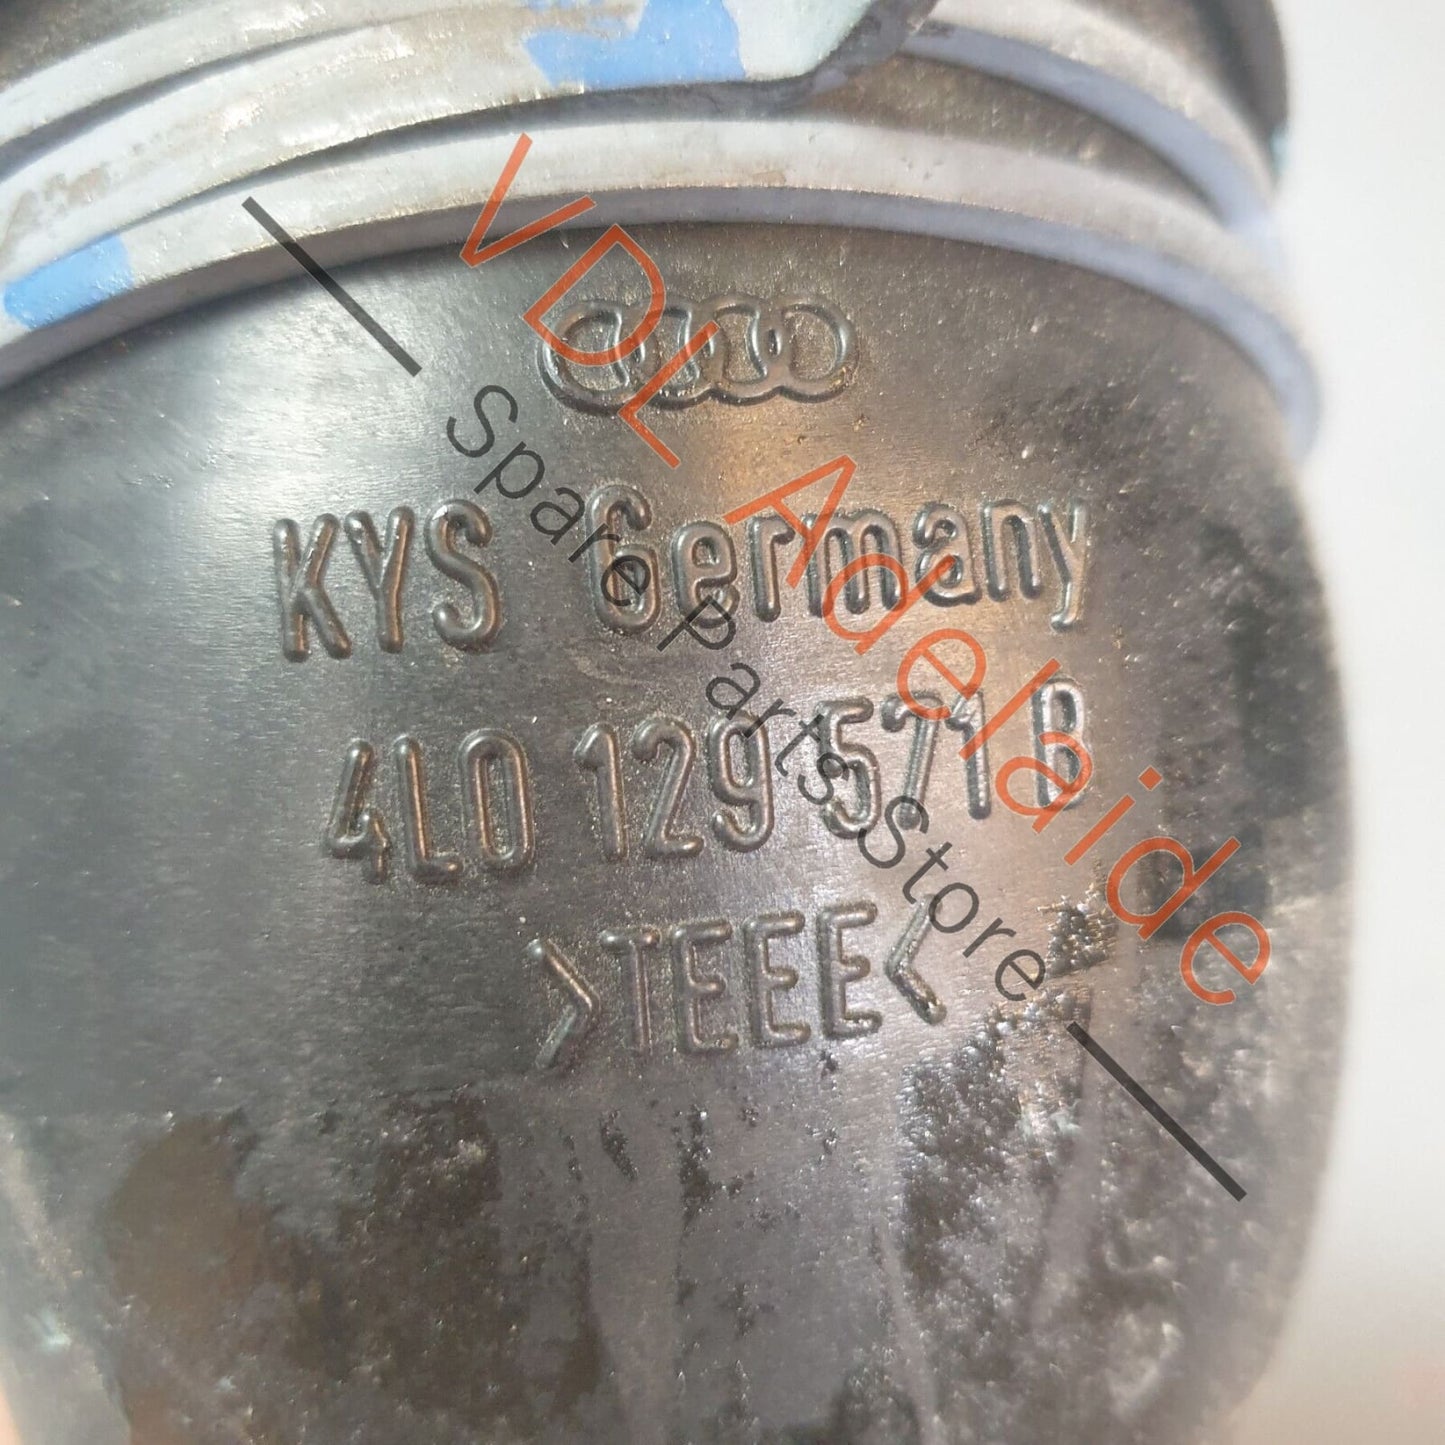 KYS Germany
4L0 129 571 B
>TEEE<
VDL Adelaide
Spare Parts Store